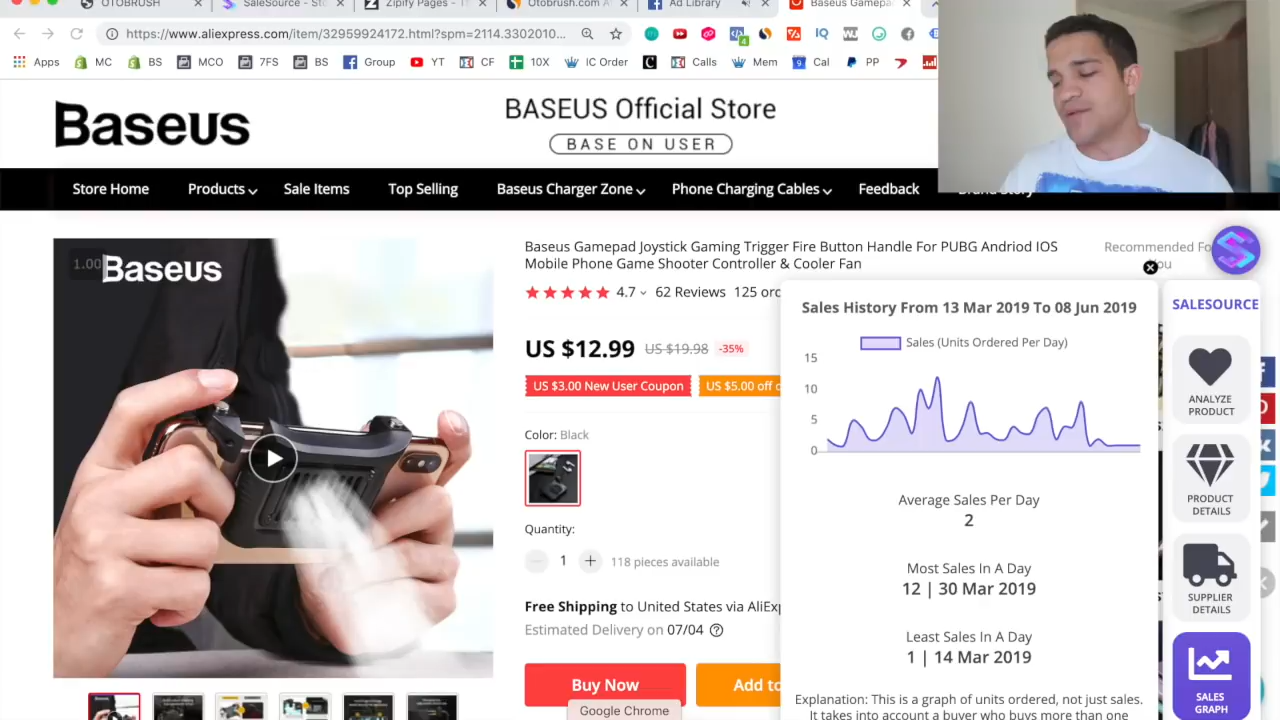 OTOBRUSH
SaleSource - Sto
Zipify Pages - 1
Otobrush.com A
Ad Library
Baseus Gamepa
https://www.aliexpress.com/item/32959924172.html?spm=2114.3302010...
Apps
MC
BS
MCO
7FS
BS
Group
YT
CF
10X
IC Order
Calls
Mem
Cal
PP
Baseus
BASEUS Official Store
BASE ON USER
Store Home
Products
Sale Items
Top Selling
Baseus Charger Zone
Phone Charging Cables
Feedback
Brand Story
1.00
Baseus
Baseus Gamepad Joystick Gaming Trigger Fire Button Handle For PUBG Andriod IOS
Mobile Phone Game Shooter Controller & Cooler Fan
4.7
62 Reviews
125 ord
US $12.99
US $19.98
-35%
US $3.00 New User Coupon
US $5.00 off o
Color: Black
Quantity:
1
118 pieces available
Free Shipping to United States via AliExp
Estimated Delivery on 07/04
Buy Now
Add to
Google Chrome
Recommended Fo
You
Sales History From 13 Mar 2019 To 08 Jun 2019
Sales (Units Ordered Per Day)
15
10
5
0
Average Sales Per Day
2
Most Sales In A Day
12 | 30 Mar 2019
Least Sales In A Day
1 | 14 Mar 2019
Explanation: This is a graph of units ordered, not just sales.
It takes into account a buyer who buys more than one
SALESOURCE
ANALYZE
PRODUCT
PRODUCT
DETAILS
SUPPLIER
DETAILS
SALES
GRAPH